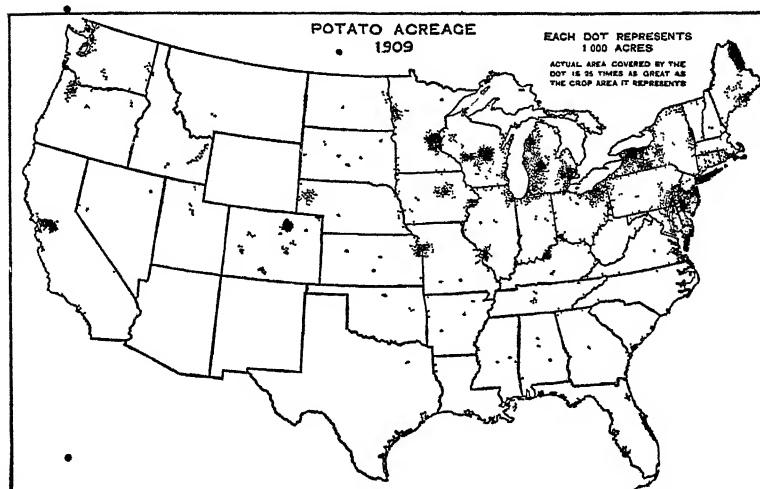 POTATO ACREAGE
1909
EACH DOT REPRESENTS
1 000 ACRES
ACTUAL AREA COVERED BY THE
DOT IS 25 TIMES AS GREAT AS
THE CROP AREA IT REPRESENTS